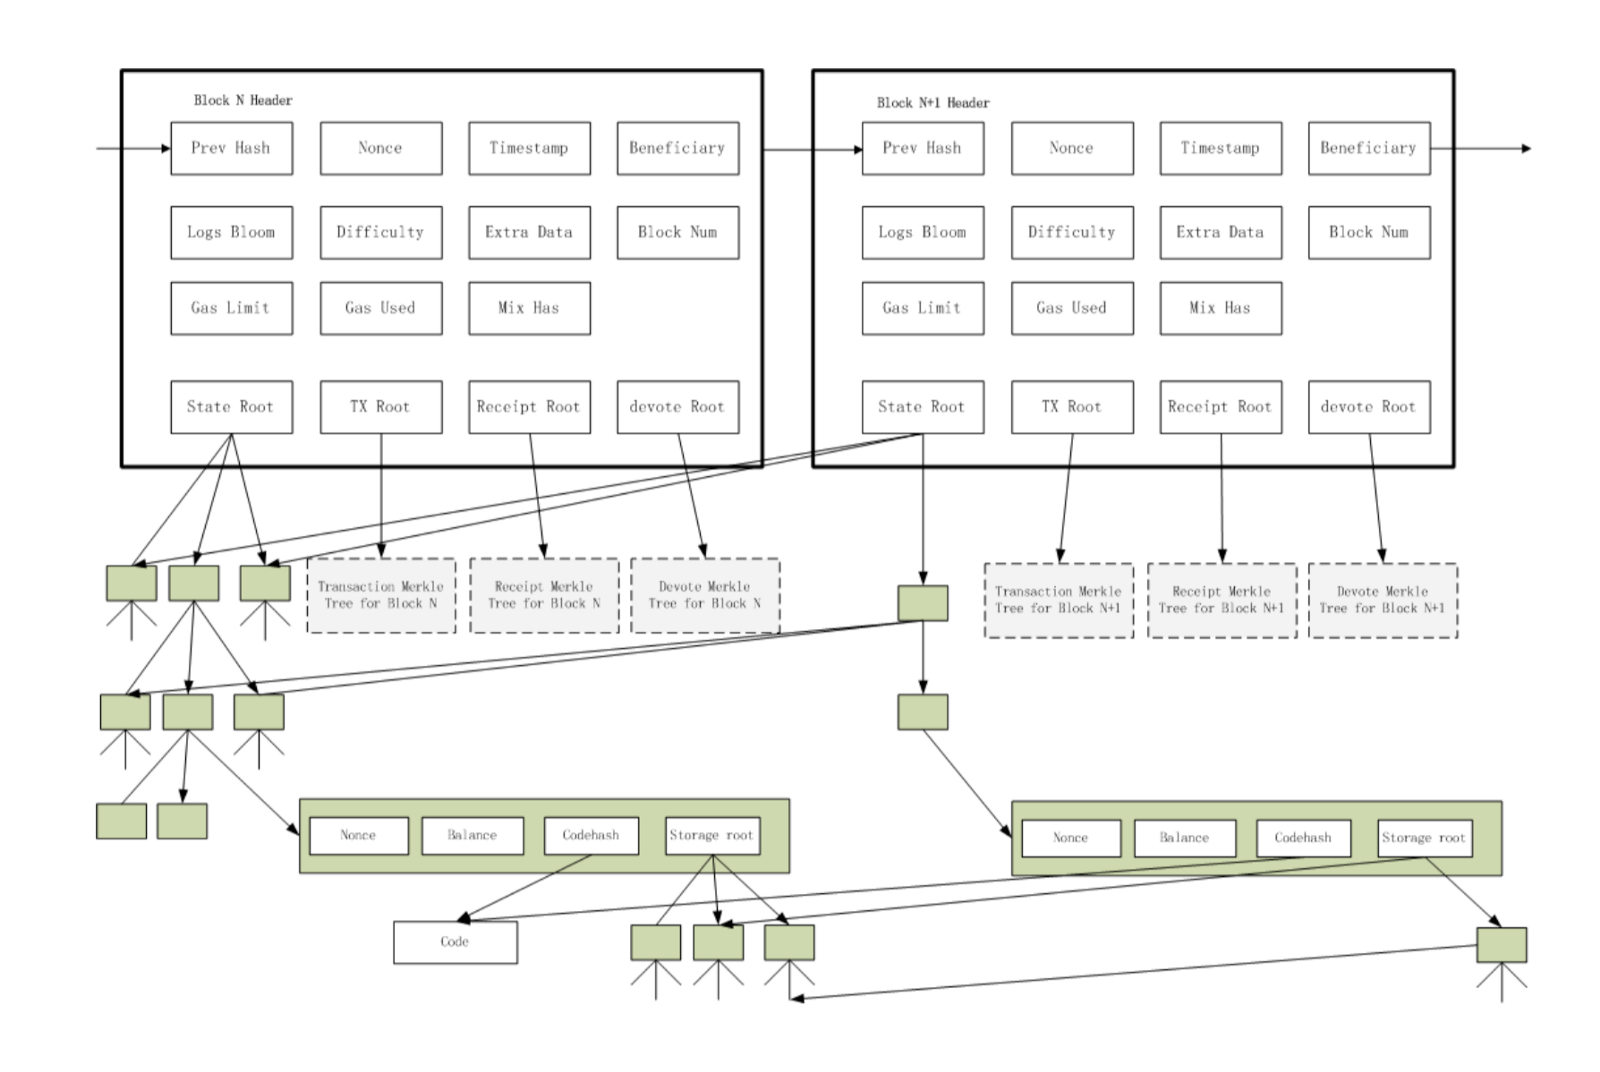 Block N Header
Prev Hash
Nonce
Timestamp
Beneficiary
Logs Bloom
Difficulty
Extra Data
Block Num
Gas Limit
Gas Used
Mix Has
State Root
TX Root
Receipt Root
devote Root
Block N+1 Header
Prev Hash
Nonce
Timestamp
Beneficiary
Logs Bloom
Difficulty
Extra Data
Block Num
Gas Limit
Gas Used
Mix Has
State Root
TX Root
Receipt Root
devote Root
Transaction Merkle
Tree for Block N
Receipt Merkle
Tree for Block N
Devote Merkle
Tree for Block N
Transaction Merkle
Tree for Block N+1
Receipt Merkle
Tree for Block N+1
Devote Merkle
Tree for Block N+1
Nonce
Balance
Codehash
Storage root
Nonce
Balance
Codehash
Storage root
Code